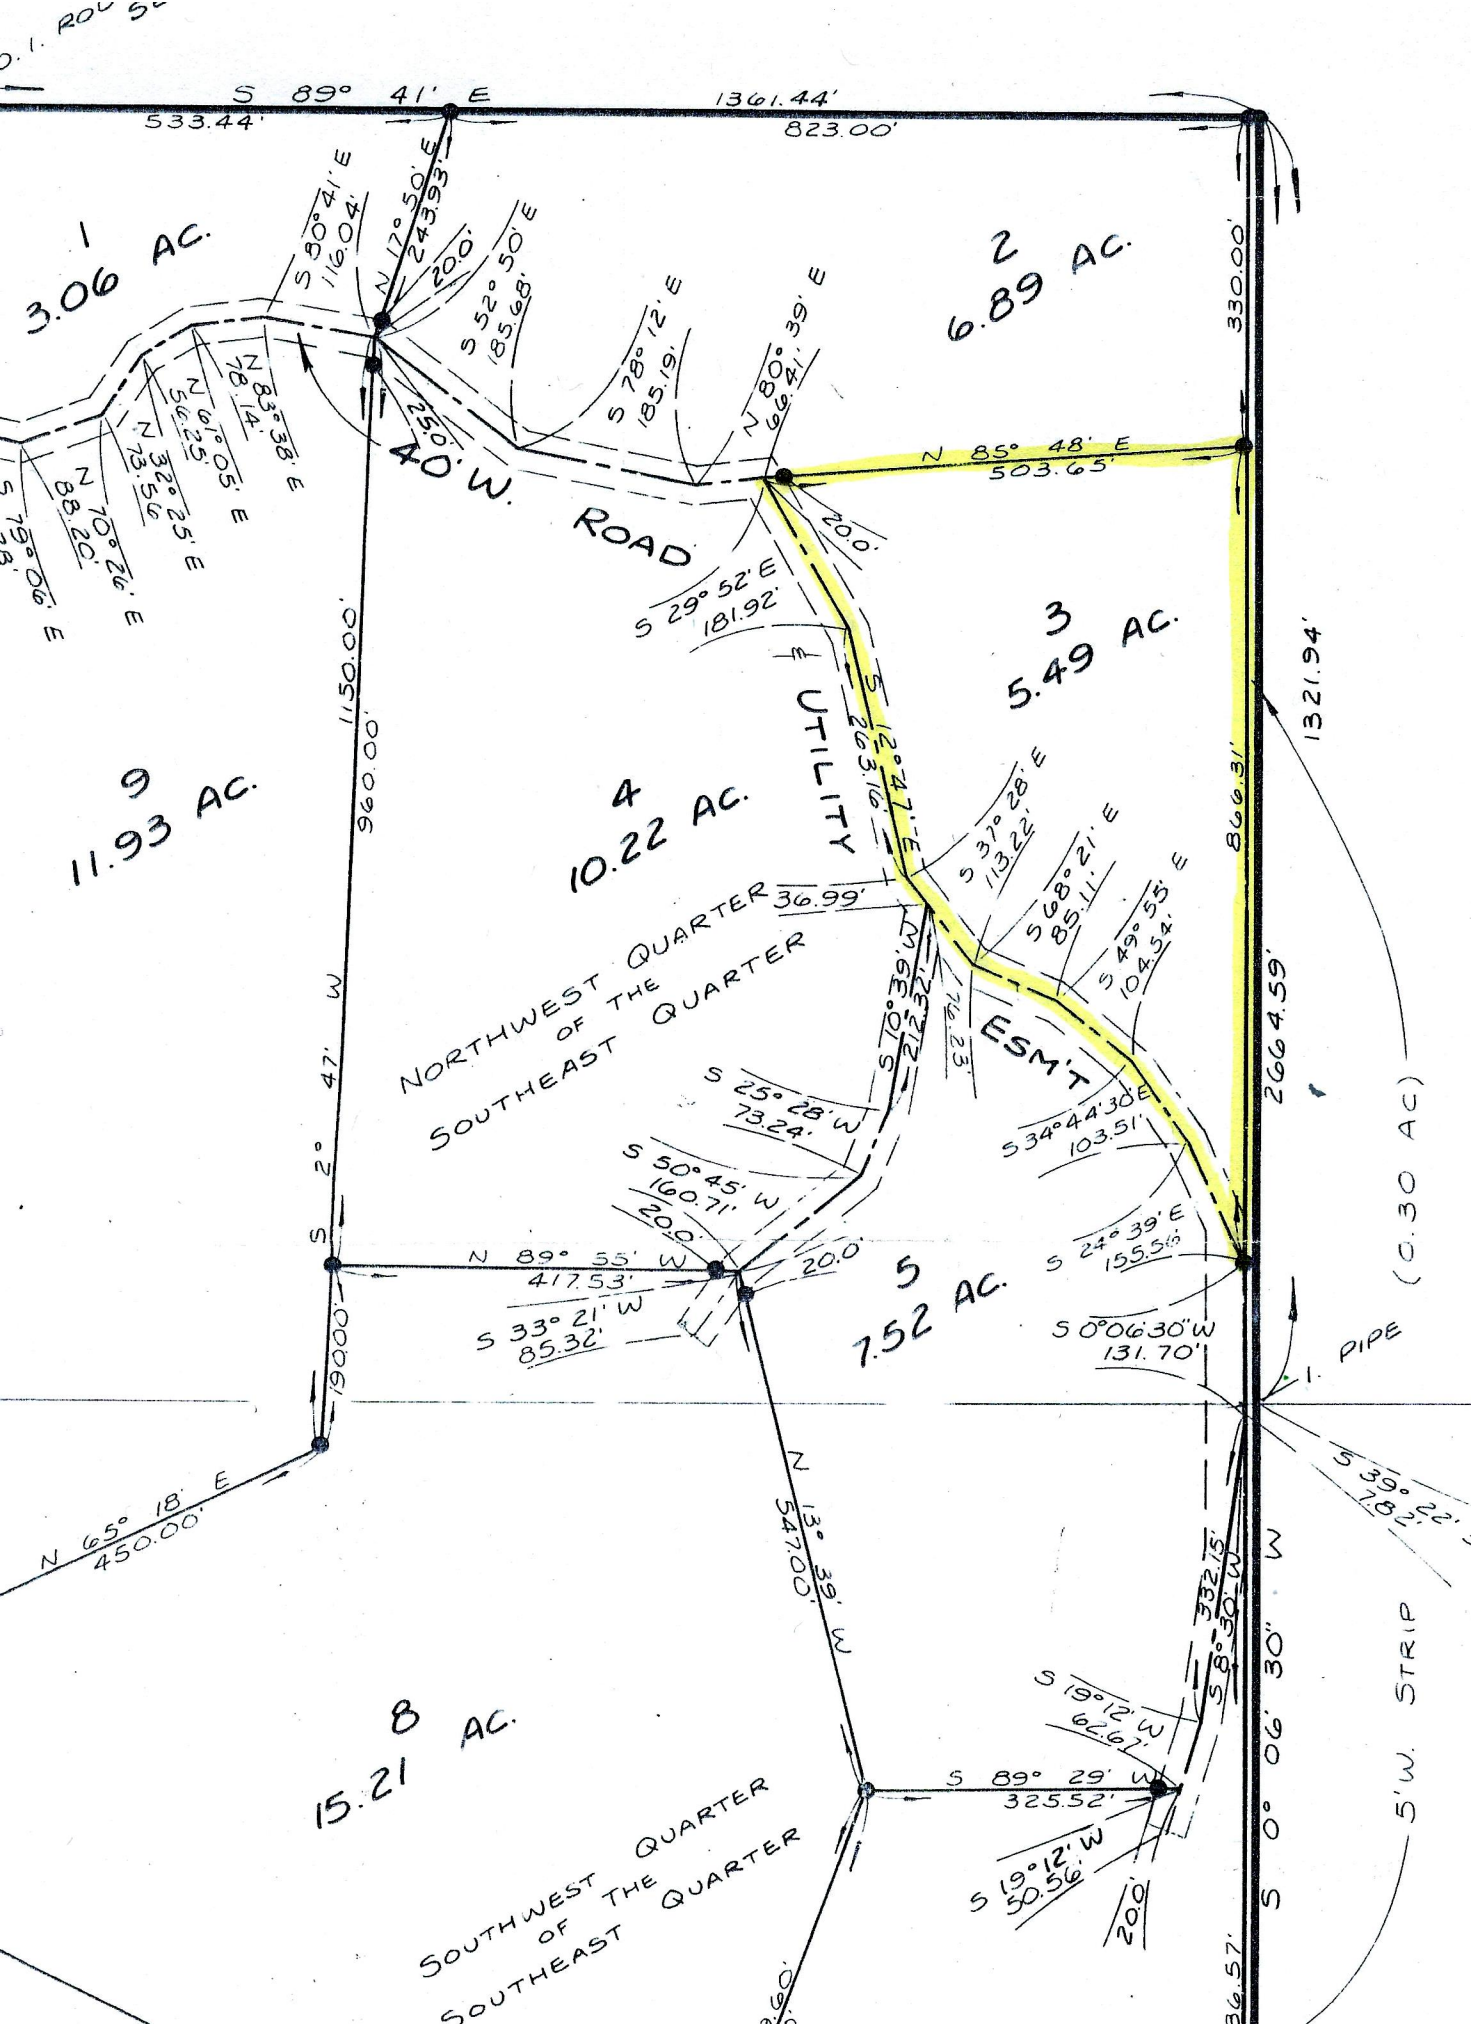 S 89° 41' E
1361.44'
533.44'
823.00'
N 17° 50' E
243.93'
20.0'
S 80° 41' E
116.04'
S 52° 50' E
185.68'
S 78° 12' E
185.19'
N 80° 39' E
66.41'
1
3.06 AC.
2
6.89 AC.
330.00'
N 85° 48' E
503.65'
20.0'
25.0'
40' W.
ROAD
N 83° 38' E
78.14'
N 61° 05' E
56.25'
N 32° 25' E
73.56
N 70° 26' E
88.20'
S 79° 06' E
S 29° 52' E
181.92'
S 12° 47' E
263.16'
UTILITY
3
5.49 AC.
1321.94'
1150.00'
960.00'
866.31'
9
11.93 AC.
4
10.22 AC.
S 37° 28' E
113.22'
S 68° 21' E
85.11'
S 49° 55' E
104.54'
36.99'
NORTHWEST QUARTER
OF THE
SOUTHEAST QUARTER
S 10° 39' W
212.32'
76.23'
ESM'T
2664.59'
S 2° 47' W
S 25° 28' W
73.24'
S 34° 44' 30" E
103.51'
S 50° 45' W
160.71'
20.0'
S 24° 39' E
155.56'
N 89° 55' W
417.53'
20.0'
S 33° 21' W
85.32'
5
7.52 AC.
S 0° 06' 30" W
131.70'
190.00'
I. PIPE
(0.30 AC)
N 65° 18' E
450.00'
N 13° 39' W
547.00'
S 39° 22'
7.82'
332.15'
S 8° 30' W
S 0° 06' 30" W
5' W. STRIP
8
15.21 AC.
S 19° 12' W
62.67'
S 89° 29' W
325.52'
S 19° 12' W
50.56'
20.0'
SOUTHWEST QUARTER
OF THE
SOUTHEAST QUARTER
36.57'